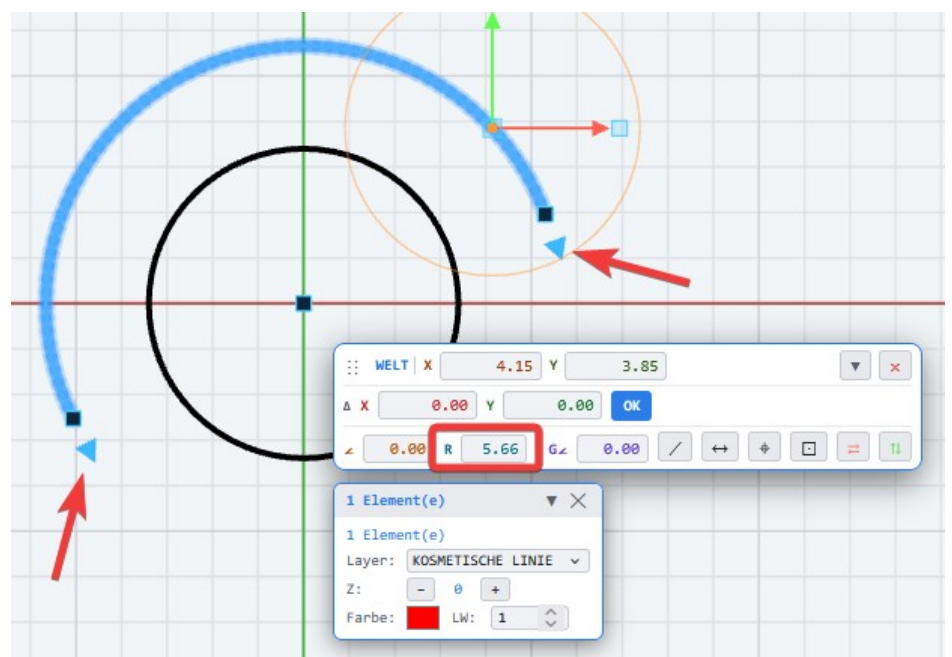 WELT X 4.15 Y 3.85 ▼ ×
Δ X 0.00 Y 0.00 OK
∠ 0.00 R 5.66 G∠ 0.00
1 Element(e) ▼ ×
1 Element(e)
Layer: KOSMETISCHE LINIE
Z: - 0 +
Farbe: LW: 1